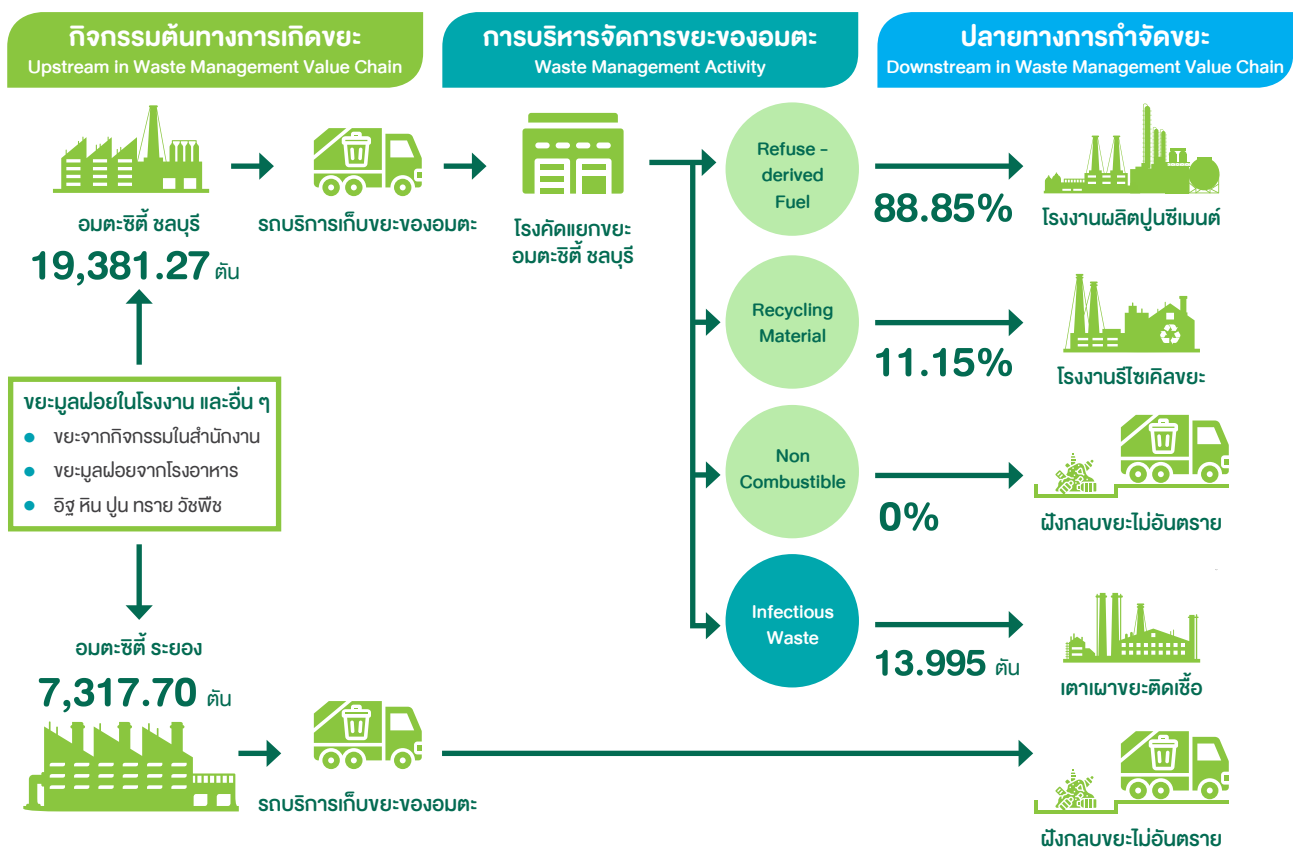 กิจกรรมต้นทางการเกิดขยะ
Upstream in Waste Management Value Chain
การบริหารจัดการขยะของอมตะ
Waste Management Activity
ปลายทางการกำจัดขยะ
Downstream in Waste Management Value Chain
อมตะซิตี้ ชลบุรี
19,381.27 ตัน
รถบริการเก็บขยะของอมตะ
โรงคัดแยกขยะ
อมตะซิตี้ ชลบุรี
Refuse -
derived
Fuel
88.85%
โรงงานผลิตปูนซีเมนต์
Recycling
Material
11.15%
โรงงานรีไซเคิลขยะ
ขยะมูลฝอยในโรงงาน และอื่น ๆ
• ขยะจากกิจกรรมในสำนักงาน
• ขยะมูลฝอยจากโรงอาหาร
• อิฐ หิน ปูน ทราย วัชพืช
Non
Combustible
0%
ฝังกลบขยะไม่อันตราย
Infectious
Waste
13.995 ตัน
เตาเผาขยะติดเชื้อ
อมตะซิตี้ ระยอง
7,317.70 ตัน
รถบริการเก็บขยะของอมตะ
ฝังกลบขยะไม่อันตราย